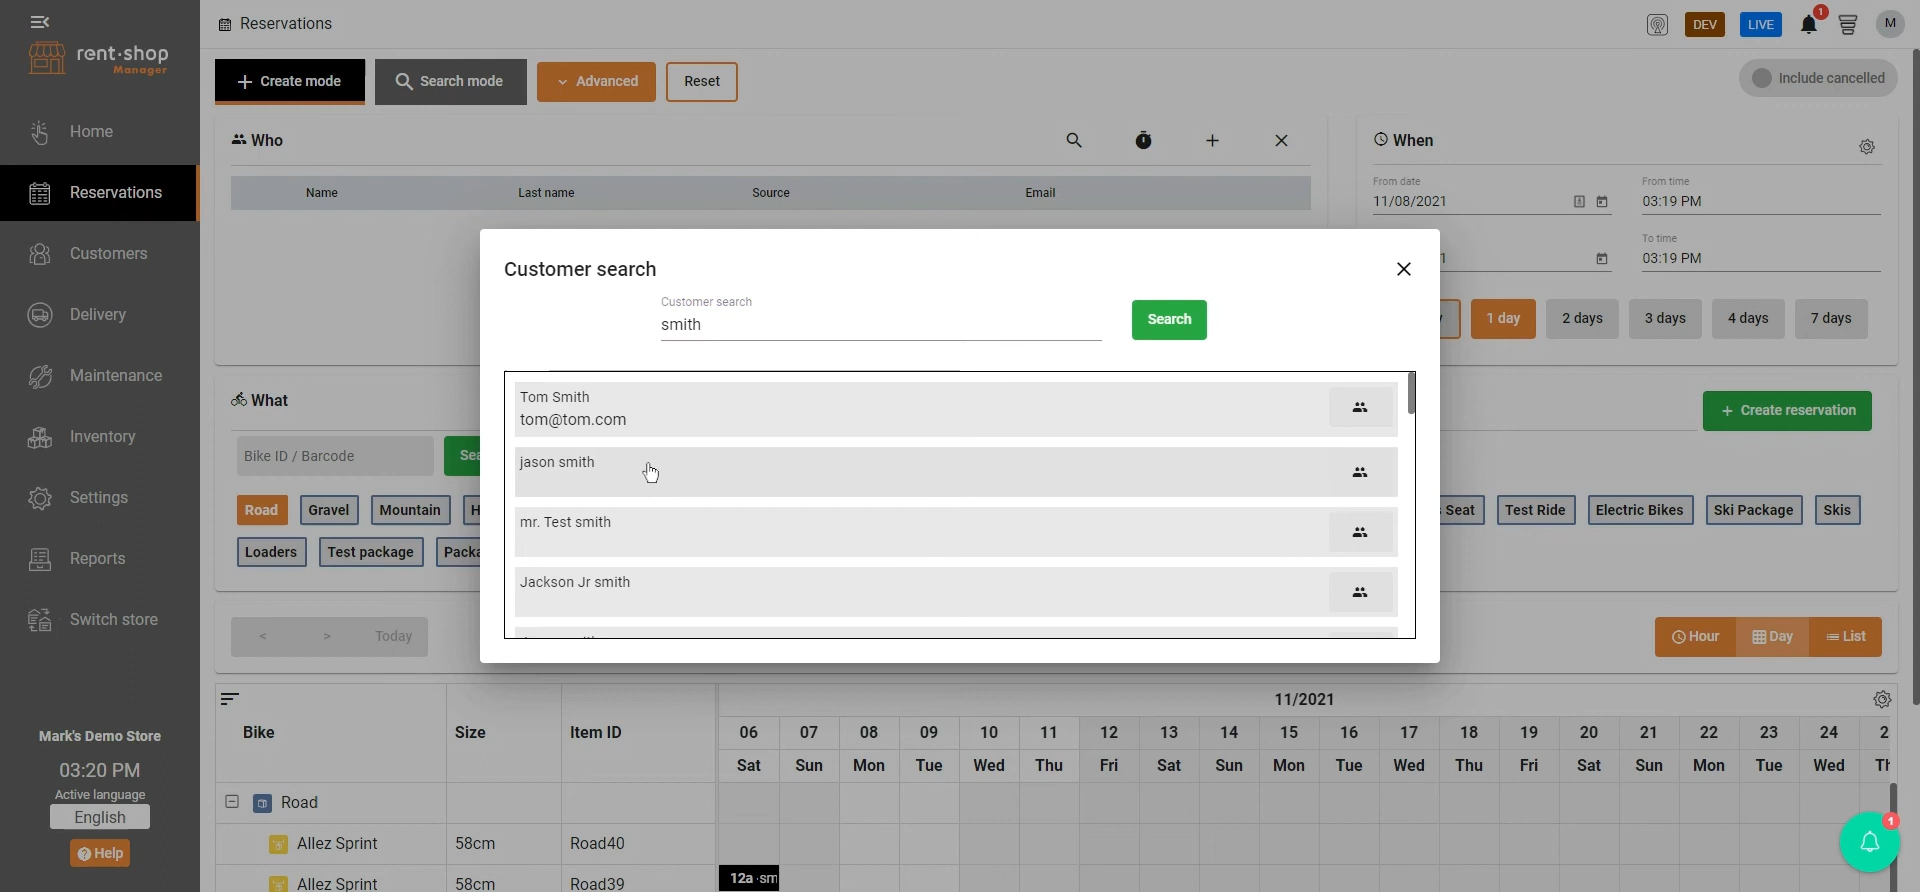 rent·shop
Manager
Home
Reservations
Customers
Delivery
Maintenance
Inventory
Settings
Reports
Switch store
Mark's Demo Store
03:20 PM
Active language
English
Help
Reservations
DEV
LIVE
1
M
Create mode
Search mode
Advanced
Reset
Include cancelled
Who
Name Last name Source Email
When
From date
11/08/2021
From time
03:19 PM
To time
03:19 PM
1 day
2 days
3 days
4 days
7 days
Customer search
Customer search
smith
Search
Tom Smith
tom@tom.com
jason smith
mr. Test smith
Jackson Jr smith
What
Bike ID / Barcode
Create reservation
Road
Gravel
Mountain
Seat
Test Ride
Electric Bikes
Ski Package
Skis
Loaders
Test package
< > Today
Hour
Day
List
11/2021
Bike Size Item ID
06 07 08 09 10 11 12 13 14 15 16 17 18 19 20 21 22 23 24
Sat Sun Mon Tue Wed Thu Fri Sat Sun Mon Tue Wed Thu Fri Sat Sun Mon Tue Wed
Road
Allez Sprint 58cm Road40
Allez Sprint 58cm Road39
12a -sm
1